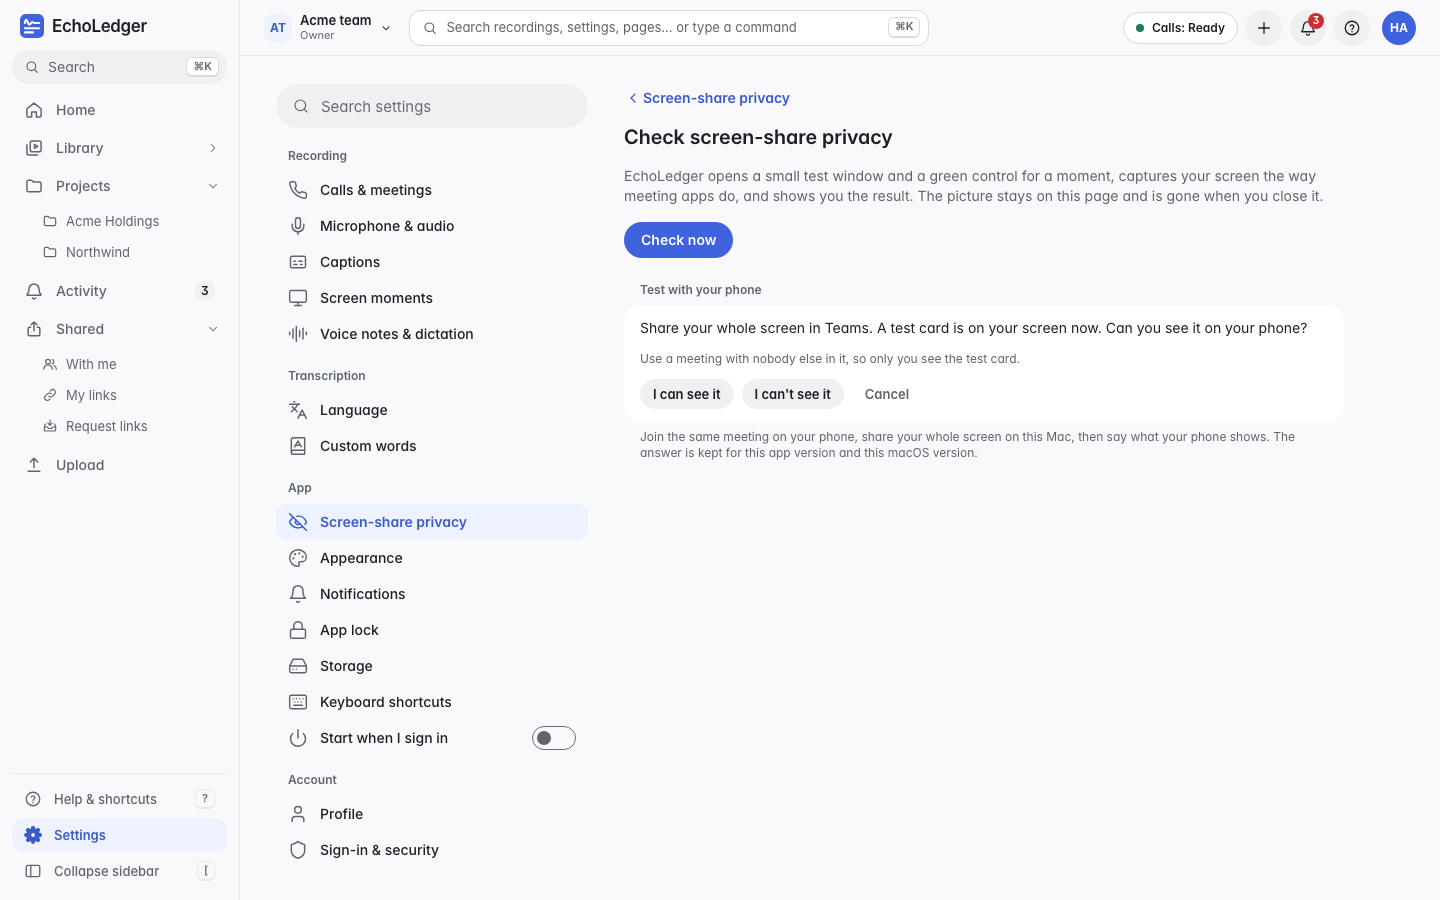 EchoLedger
Search
⌘K
Home
Library
Projects
Acme Holdings
Northwind
Activity
3
Shared
With me
My links
Request links
Upload
Help & shortcuts
?
Settings
Collapse sidebar
[
AT
Acme team
Owner
Search recordings, settings, pages... or type a command
⌘K
Calls: Ready
3
HA
Search settings
Recording
Calls & meetings
Microphone & audio
Captions
Screen moments
Voice notes & dictation
Transcription
Language
Custom words
App
Screen-share privacy
Appearance
Notifications
App lock
Storage
Keyboard shortcuts
Start when I sign in
Account
Profile
Sign-in & security
Screen-share privacy
Check screen-share privacy
EchoLedger opens a small test window and a green control for a moment, captures your screen the way
meeting apps do, and shows you the result. The picture stays on this page and is gone when you close it.
Check now
Test with your phone
Share your whole screen in Teams. A test card is on your screen now. Can you see it on your phone?
Use a meeting with nobody else in it, so only you see the test card.
I can see it
I can't see it
Cancel
Join the same meeting on your phone, share your whole screen on this Mac, then say what your phone shows. The
answer is kept for this app version and this macOS version.